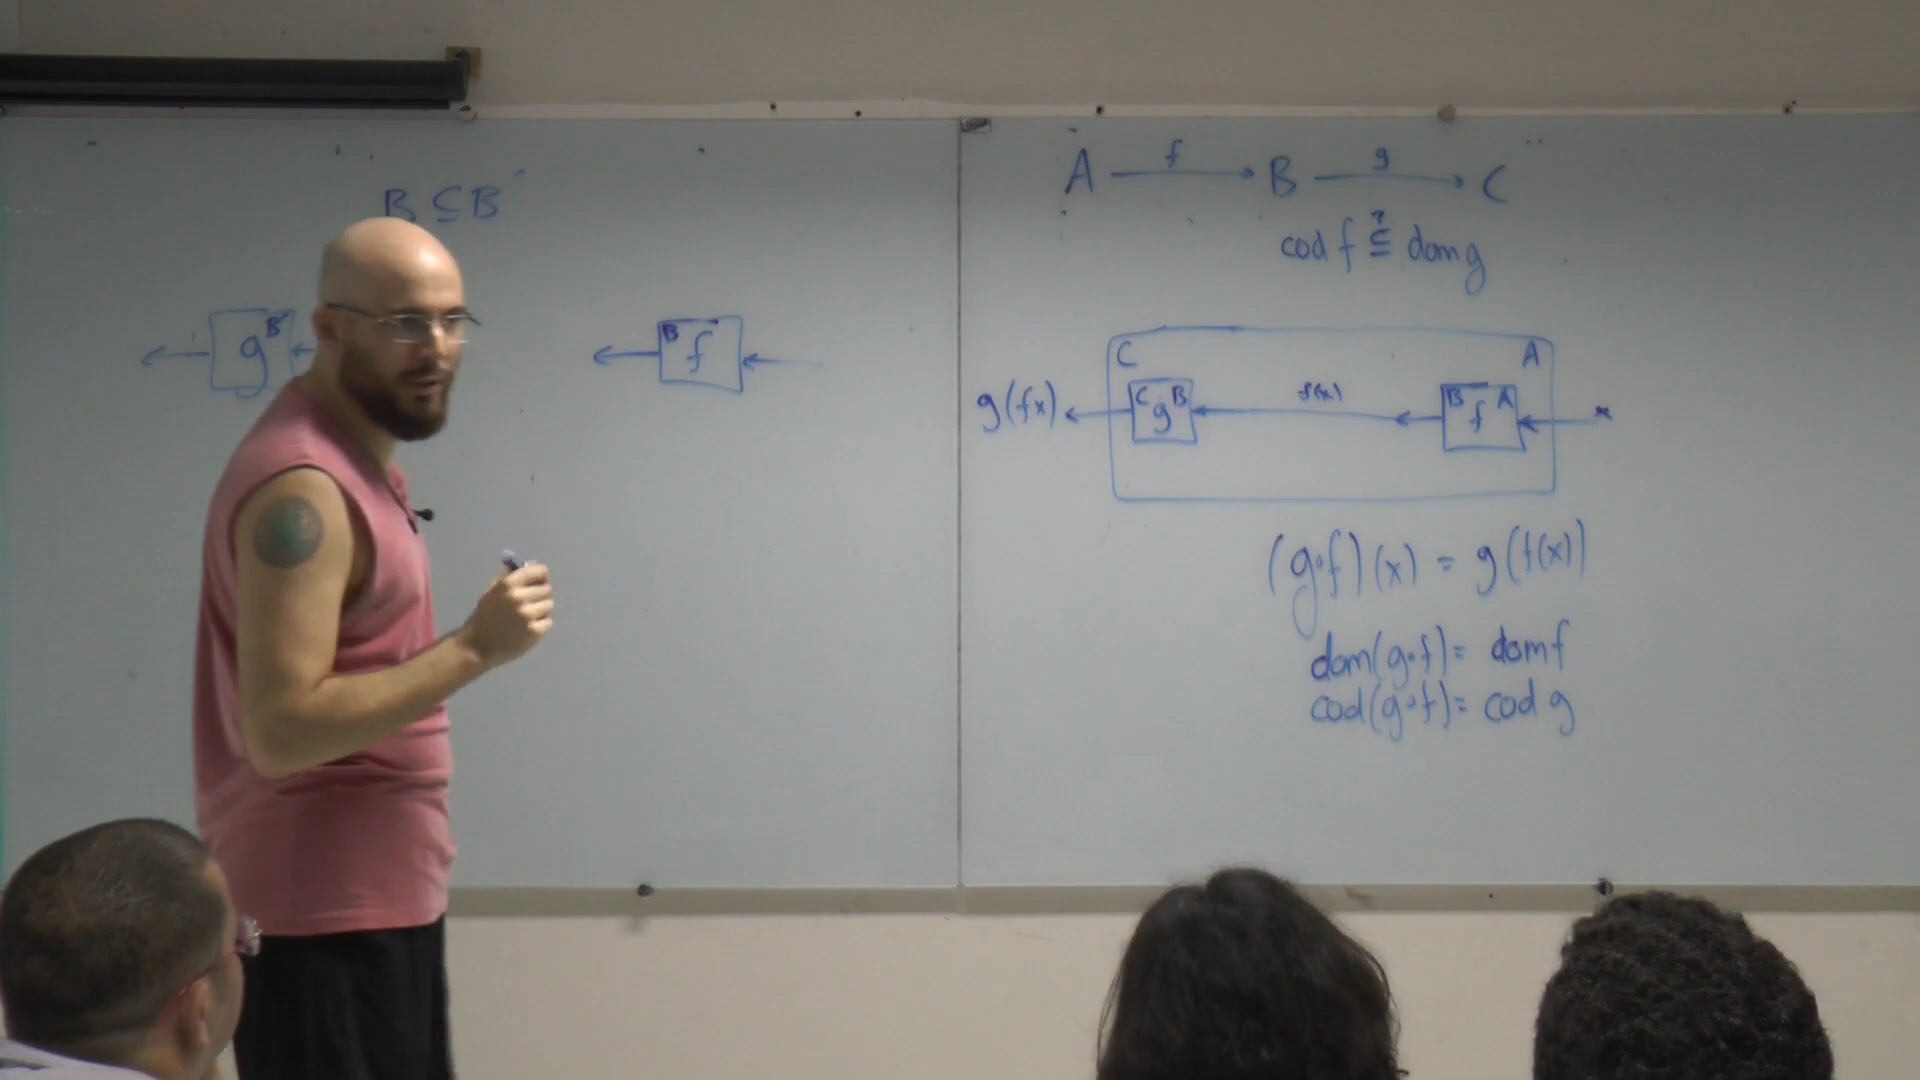 B ⊆ B'
g B'
B f
A f B g C
cod f ⊆? dom g
C A
g(fx) C g B f(x) B f A x
(g∘f)(x) = g(f(x))
dom(g∘f) = dom f
cod(g∘f) = cod g